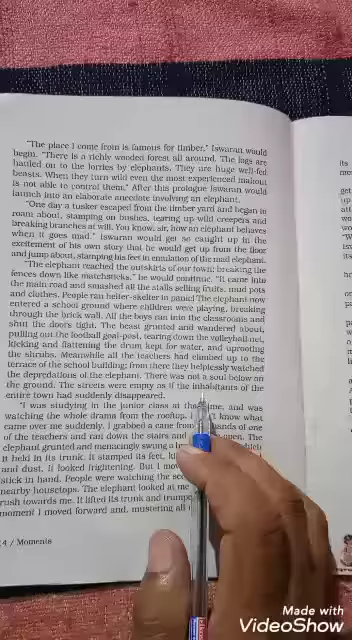 "The place I come from is famous for timber," Iswaran would
begin. "There is a richly wooded forest all around. The logs are
hauled on to the lorries by elephants. They are huge well-fed
beasts. When they turn wild even the most experienced mahout
is not able to control them." After this prologue Iswaran would
launch into an elaborate anecdote involving an elephant.
"One day a tusker escaped from the timber yard and began to
roam about, stamping on bushes, tearing up wild creepers and
breaking branches at will. You know, sir, how an elephant behaves
when it goes mad." Iswaran would get so caught up in the
excitement of his own story that he would get up from the floor
and jump about, stamping his feet in emulation of the mad elephant.
"The elephant reached the outskirts of our town; breaking the
fences down like matchsticks," he would continue. "It came into
the main road and smashed all the stalls selling fruits, mud pots
and clothes. People ran helter-skelter in panic! The elephant now
entered a school ground where children were playing, breaking
through the brick wall. All the boys ran into the classrooms and
shut the doors tight. The beast grunted and wandered about,
pulling out the football goal-post, tearing down the volleyball net,
kicking and flattening the drum kept for water, and uprooting
the shrubs. Meanwhile all the teachers had climbed up to the
terrace of the school building; from there they helplessly watched
the depredations of the elephant. There was not a soul below on
the ground. The streets were empty as if the inhabitants of the
entire town had suddenly disappeared.
"I was studying in the junior class at that time, and was
watching the whole drama from the rooftop. I know what
came over me suddenly. I grabbed a cane from hands of one
of the teachers and ran down the stairs and open. The
elephant grunted and menacingly swung a
it held in its trunk. It stamped its feet,
and dust. It looked frightening. But I
stick in hand. People were watching the
nearby housetops. The elephant looked at me
rush towards me. It lifted its trunk and
moment I moved forward and, mustering all
4 / Moments
its
get
up
Made with
VideoShow